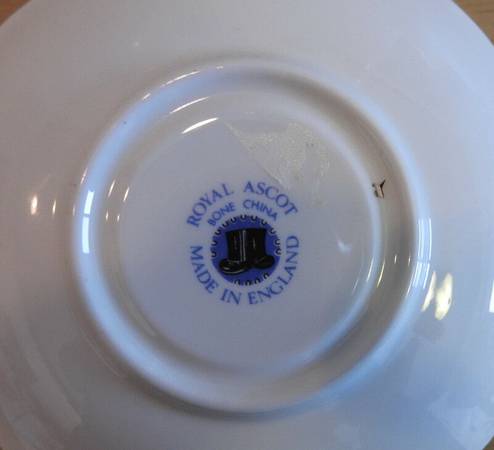 ROYAL ASCOT
BONE CHINA
MADE IN ENGLAND